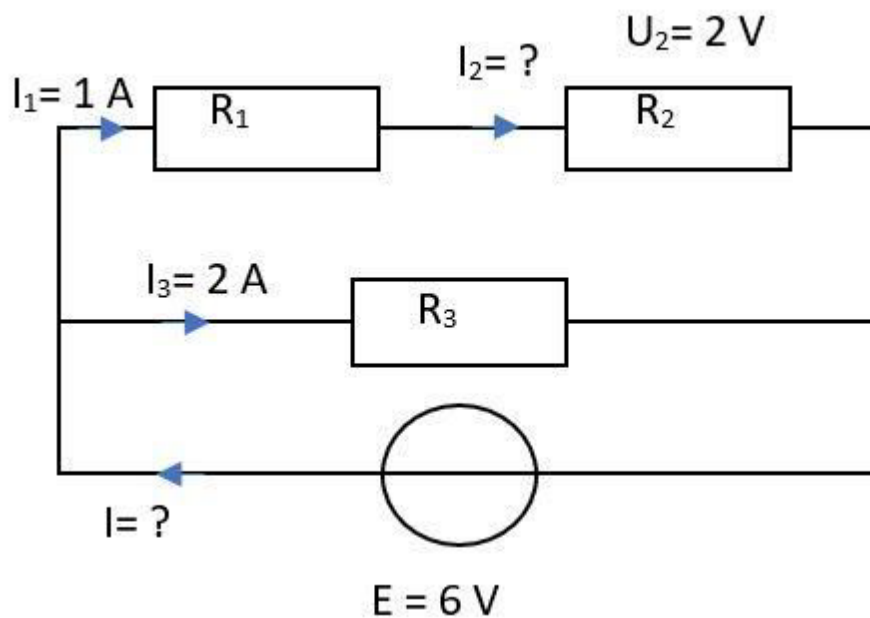 U₂= 2 V
I₂= ?
I₁= 1 A
R₁
R₂
I₃= 2 A
R₃
I= ?
E = 6 V